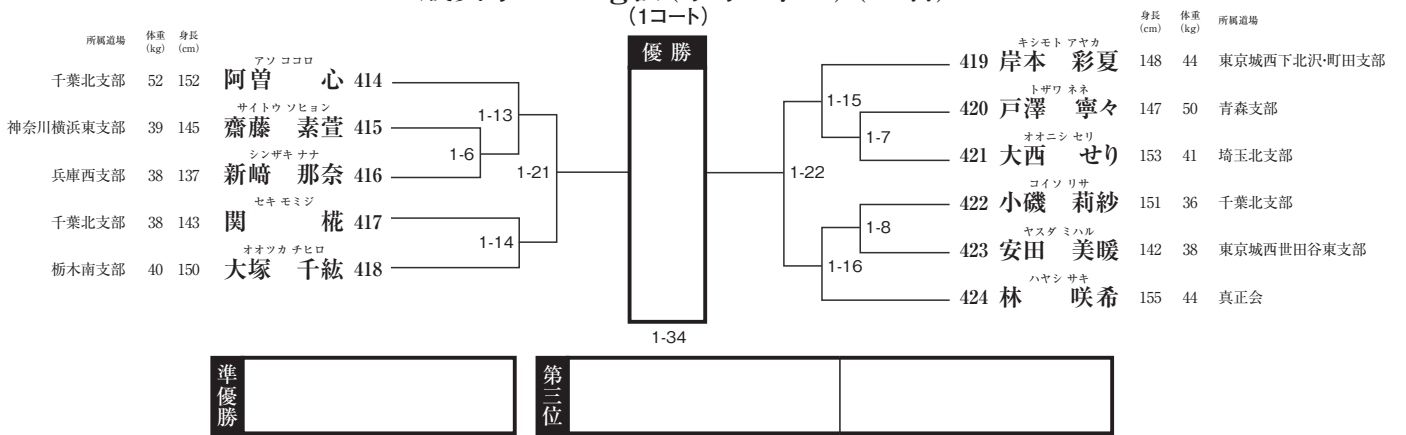 (1コート)
所属道場 体重(kg) 身長(cm)
アソ ココロ
千葉北支部 52 152 阿曽 心 414
サイトウ ソヒョン
神奈川横浜東支部 39 145 齋藤 素萱 415
シンザキ ナナ
兵庫西支部 38 137 新﨑 那奈 416
セキ モミジ
千葉北支部 38 143 関 椛 417
オオツカ チヒロ
栃木南支部 40 150 大塚 千紘 418
1-13
1-6
1-21
1-14
優勝
1-34
身長(cm) 体重(kg) 所属道場
キシモト アヤカ
419 岸本 彩夏 148 44 東京城西下北沢・町田支部
トザワ ネネ
420 戸澤 寧々 147 50 青森支部
オオニシ セリ
421 大西 せり 153 41 埼玉北支部
コイソ リサ
422 小磯 莉紗 151 36 千葉北支部
ヤスダ ミハル
423 安田 美暖 142 38 東京城西世田谷東支部
ハヤシ サキ
424 林 咲希 155 44 真正会
1-15
1-7
1-22
1-8
1-16
準優勝
第三位